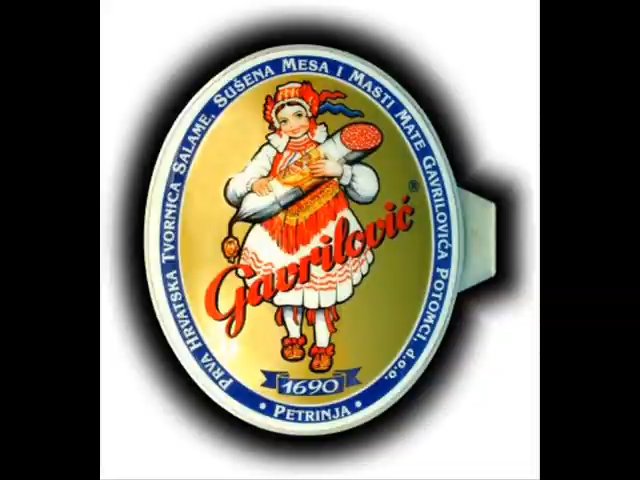 PRVA HRVATSKA TVORNICA SALAME, SUŠENA MESA I MASTI MATE GAVRILOVIĆA POTOMCI, d.o.o.
Gavrilović®
1690
• PETRINJA •